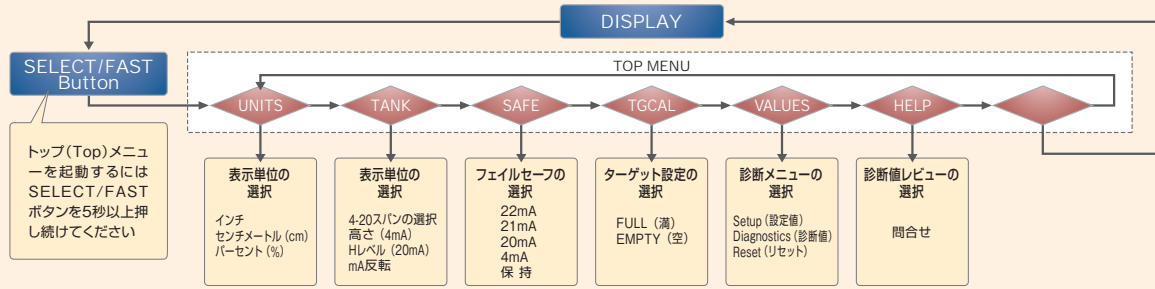 DISPLAY
SELECT/FAST
Button
トップ(Top)メニュ
ーを起動するには
SELECT/FAST
ボタンを5秒以上押
し続けてください
TOP MENU
UNITS
TANK
SAFE
TGCAL
VALUES
HELP
表示単位の
選択
インチ
センチメートル(cm)
パーセント(%)
表示単位の
選択
4-20スパンの選択
高さ(4mA)
Hレベル(20mA)
mA反転
フェイルセーフの
選択
22mA
21mA
20mA
4mA
保 持
ターゲット設定の
選択
FULL(満)
EMPTY(空)
診断メニューの
選択
Setup(設定値)
Diagnostics(診断値)
Reset(リセット)
診断値レビューの
選択
問合せ